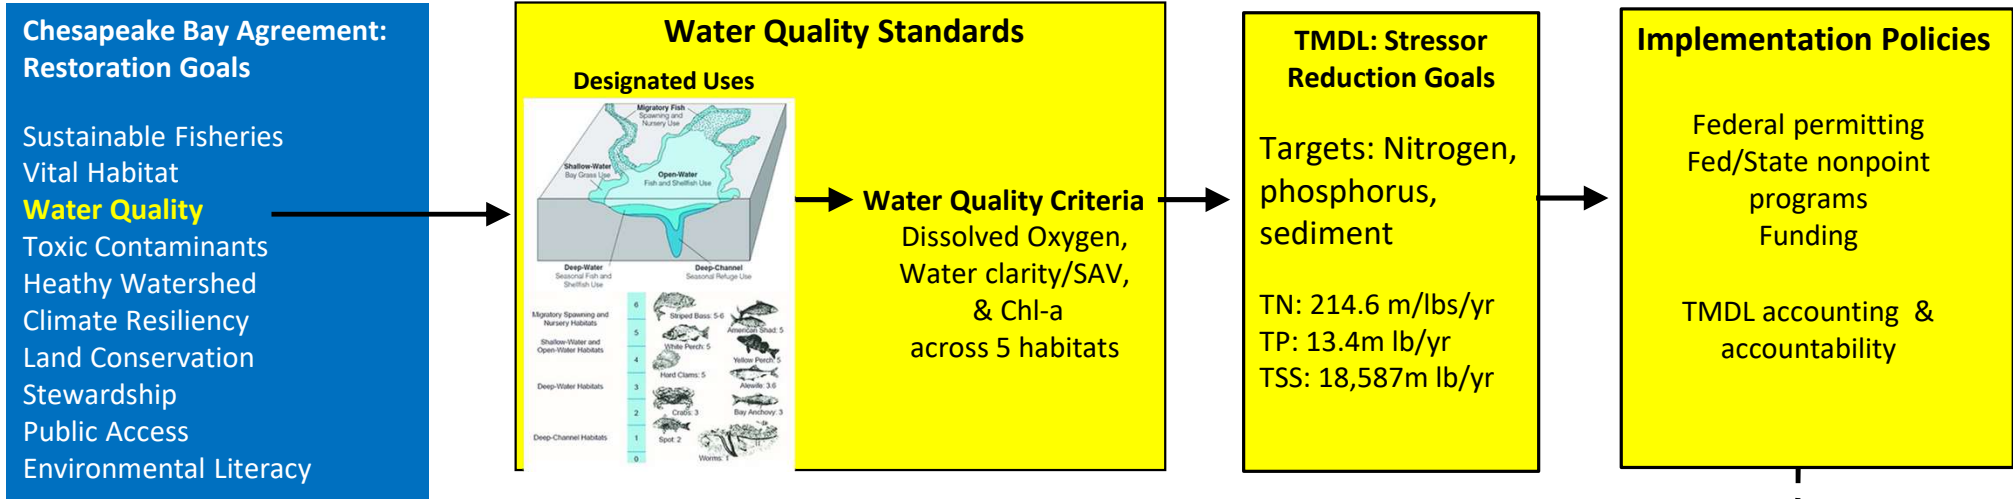 Chesapeake Bay Agreement:
Restoration Goals
Sustainable Fisheries
Vital Habitat
Water Quality
Toxic Contaminants
Heathy Watershed
Climate Resiliency
Land Conservation
Stewardship
Public Access
Environmental Literacy
Water Quality Standards
Designated Uses
Migratory Fish
Spawning and
Nursery Use
Shallow-Water
Bay Grass Use
Open-Water
Fish and Shellfish Use
Deep-Water
Seasonal Fish and
Shellfish Use
Deep-Channel
Seasonal Refuge Use
Migratory Spawning and
Nursery Habitats
Shallow-Water and
Open-Water Habitats
Deep-Water Habitats
Deep-Channel Habitats
6
5
4
3
2
1
0
Striped Bass: 5-6
American Shad: 5
White Perch: 5
Yellow Perch: 5
Hard Clams: 5
Alewife: 3.6
Crabs: 3
Bay Anchovy: 3
Spot: 2
Worms: 1
Water Quality Criteria
Dissolved Oxygen,
Water clarity/SAV,
& Chl-a
across 5 habitats
TMDL: Stressor
Reduction Goals
Targets: Nitrogen,
phosphorus,
sediment
TN: 214.6 m/lbs/yr
TP: 13.4m lb/yr
TSS: 18,587m lb/yr
Implementation Policies
Federal permitting
Fed/State nonpoint
programs
Funding
TMDL accounting &
accountability